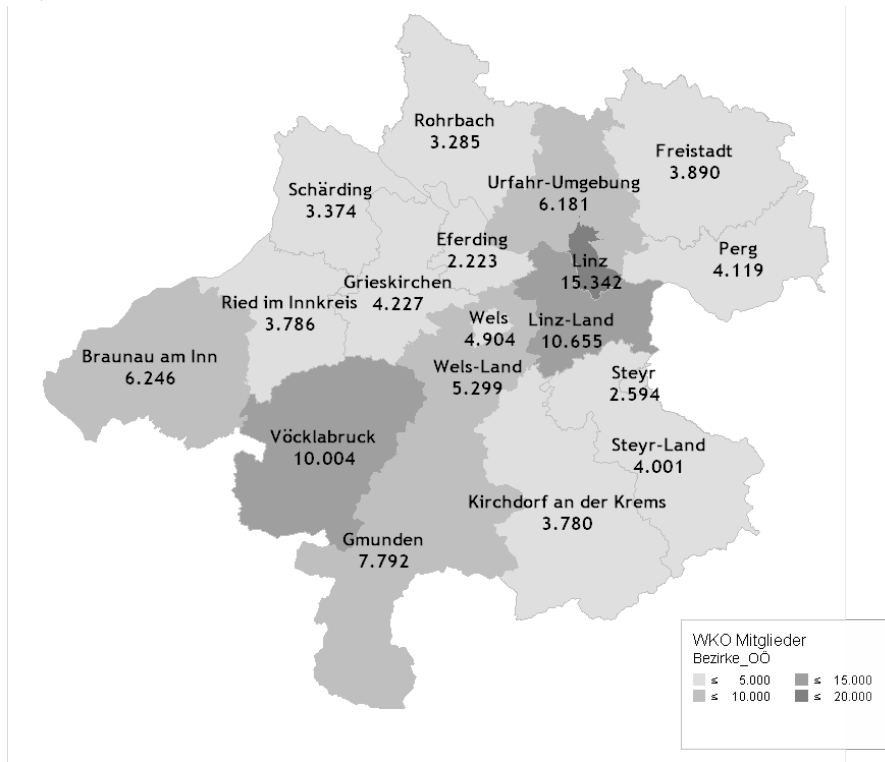 Rohrbach
3.285
Freistadt
3.890
Urfahr-Umgebung
6.181
Schärding
3.374
Eferding
2.223
Perg
4.119
Linz
15.342
Grieskirchen
4.227
Ried im Innkreis
3.786
Wels
4.904
Linz-Land
10.655
Braunau am Inn
6.246
Wels-Land
5.299
Steyr
2.594
Vöcklabruck
10.004
Steyr-Land
4.001
Kirchdorf an der Krems
3.780
Gmunden
7.792
WKO Mitglieder
Bezirke_OÖ
≤ 5.000
≤ 10.000
≤ 15.000
≤ 20.000